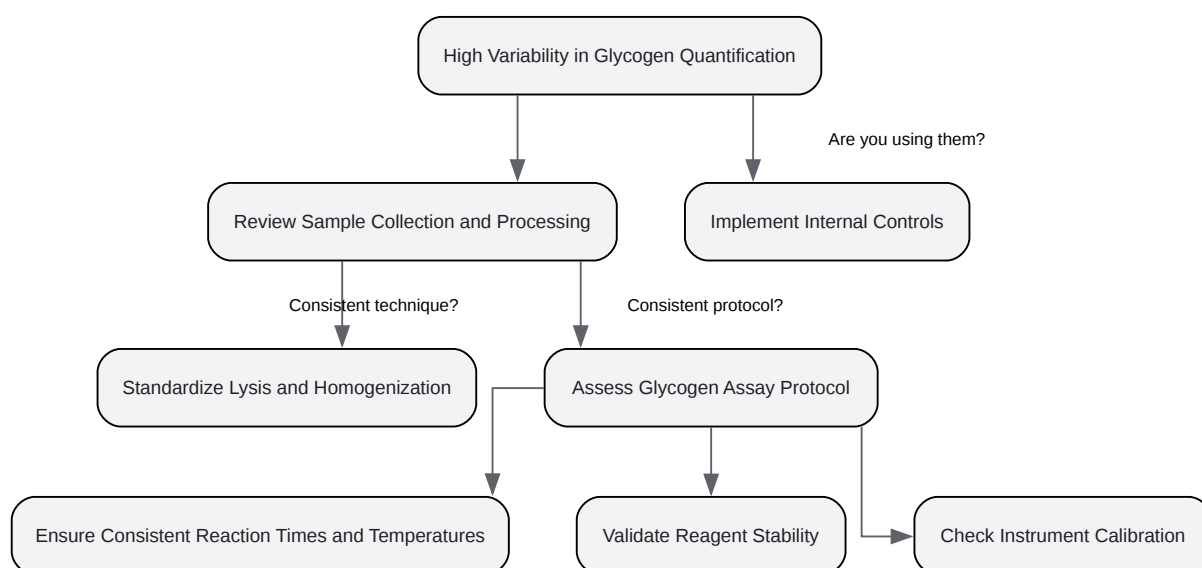 High Variability in Glycogen Quantification
Are you using them?
Review Sample Collection and Processing
Implement Internal Controls
Consistent technique?
Consistent protocol?
Standardize Lysis and Homogenization
Assess Glycogen Assay Protocol
Ensure Consistent Reaction Times and Temperatures
Validate Reagent Stability
Check Instrument Calibration